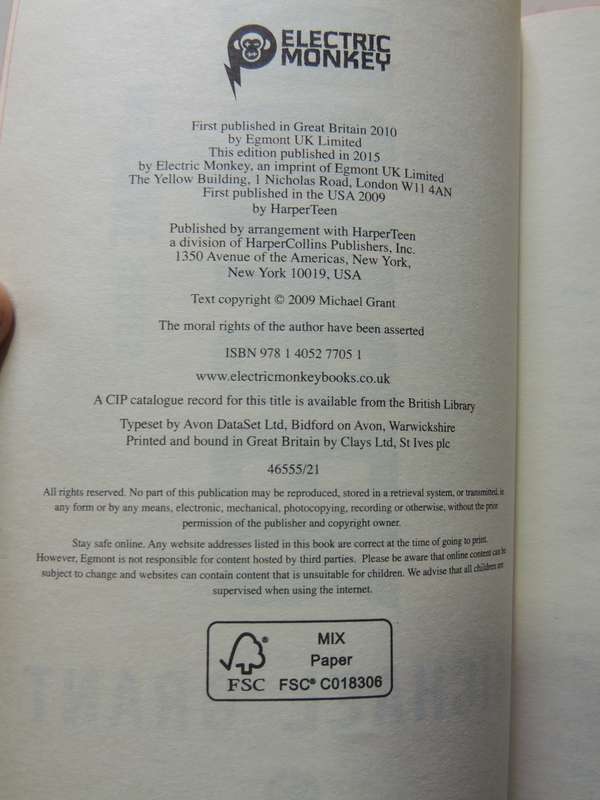 ELECTRIC
MONKEY
First published in Great Britain 2010
by Egmont UK Limited
This edition published in 2015
by Electric Monkey, an imprint of Egmont UK Limited
The Yellow Building, 1 Nicholas Road, London W11 4AN
First published in the USA 2009
by HarperTeen
Published by arrangement with HarperTeen
a division of HarperCollins Publishers, Inc.
1350 Avenue of the Americas, New York,
New York 10019, USA
Text copyright © 2009 Michael Grant
The moral rights of the author have been asserted
ISBN 978 1 4052 7705 1
www.electricmonkeybooks.co.uk
A CIP catalogue record for this title is available from the British Library
Typeset by Avon DataSet Ltd, Bidford on Avon, Warwickshire
Printed and bound in Great Britain by Clays Ltd, St Ives plc
46555/21
All rights reserved. No part of this publication may be reproduced, stored in a retrieval system, or transmitted, in
any form or by any means, electronic, mechanical, photocopying, recording or otherwise, without the prior
permission of the publisher and copyright owner.
Stay safe online. Any website addresses listed in this book are correct at the time of going to print.
However, Egmont is not responsible for content hosted by third parties. Please be aware that online content can be
subject to change and websites can contain content that is unsuitable for children. We advise that all children are
supervised when using the internet.
MIX
Paper
FSC FSC® C018306